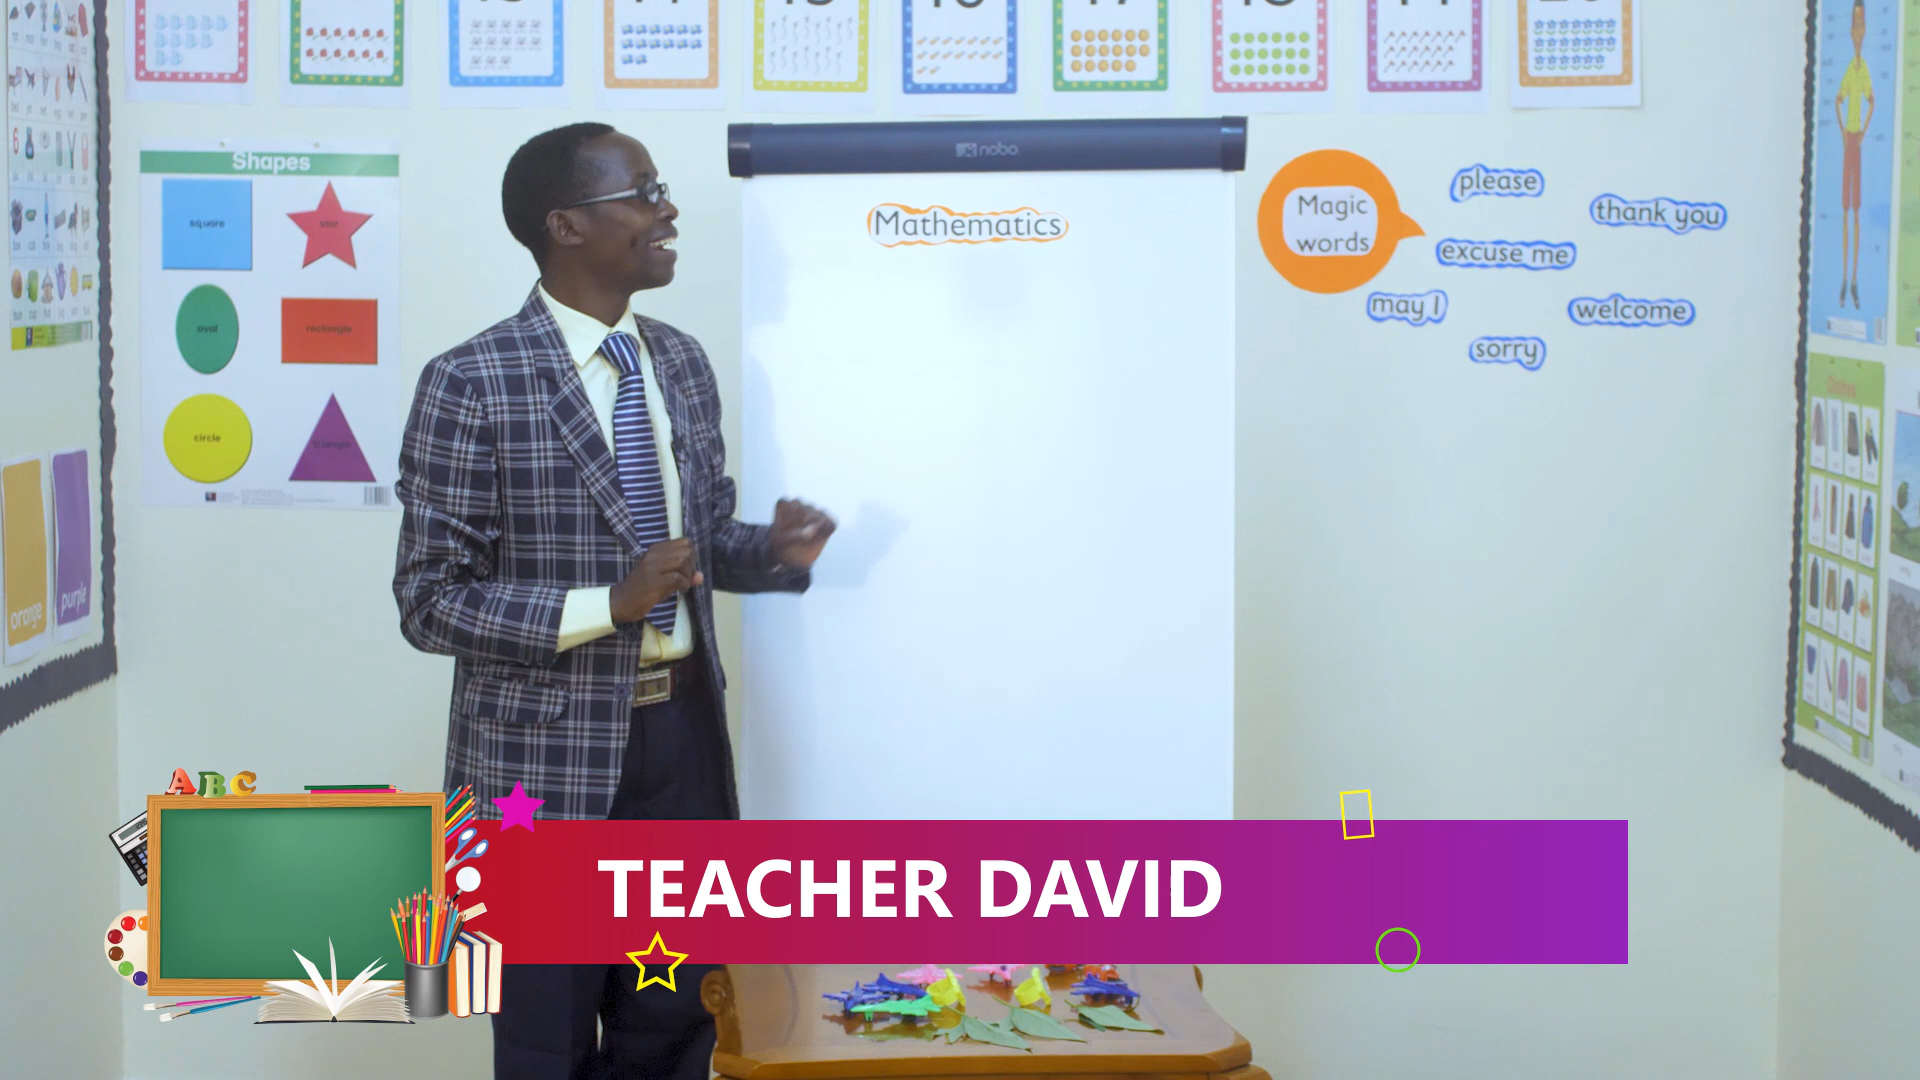 Shapes
square
star
oval
rectangle
circle
triangle
orange
purple
nobo
Mathematics
Magic
words
please
thank you
excuse me
may I
welcome
sorry
ABC
TEACHER DAVID